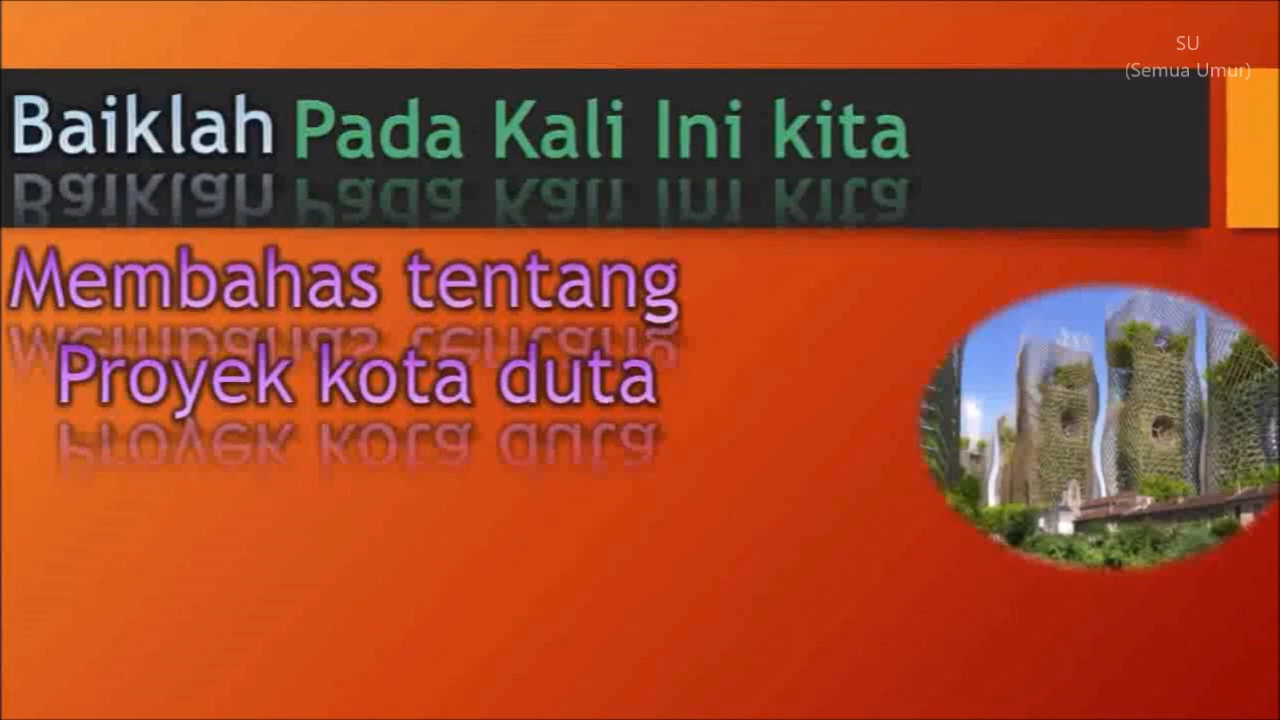 SU
(Semua Umur)
Baiklah Pada Kali Ini kita
Membahas tentang
Proyek kota duta